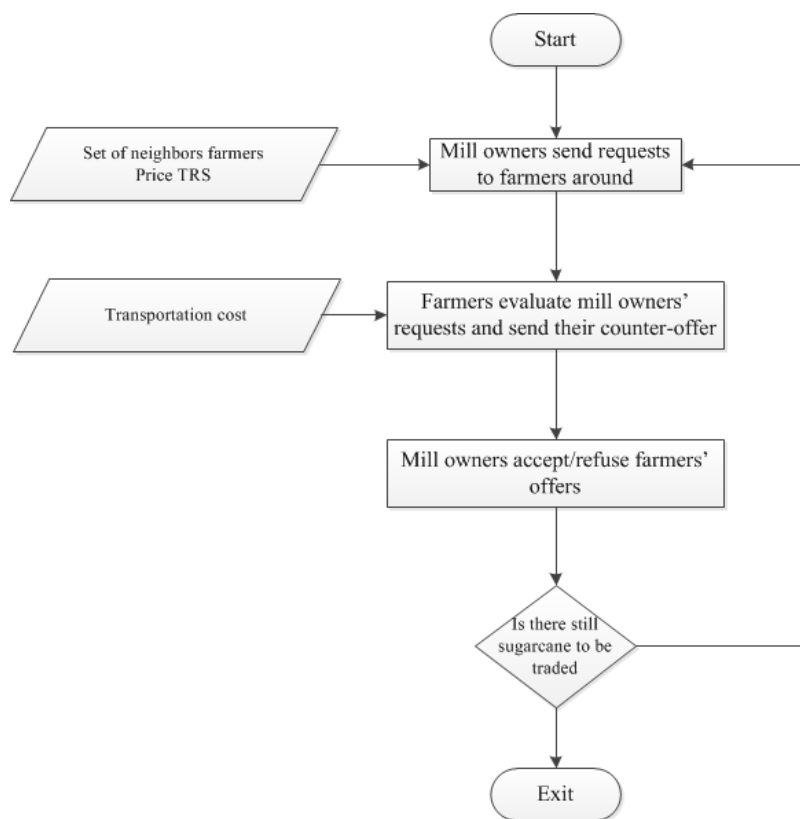 Start
Set of neighbors farmers
Price TRS
Mill owners send requests
to farmers around
Transportation cost
Farmers evaluate mill owners’
requests and send their counter-offer
Mill owners accept/refuse farmers’
offers
Is there still
sugarcane to be
traded
Exit